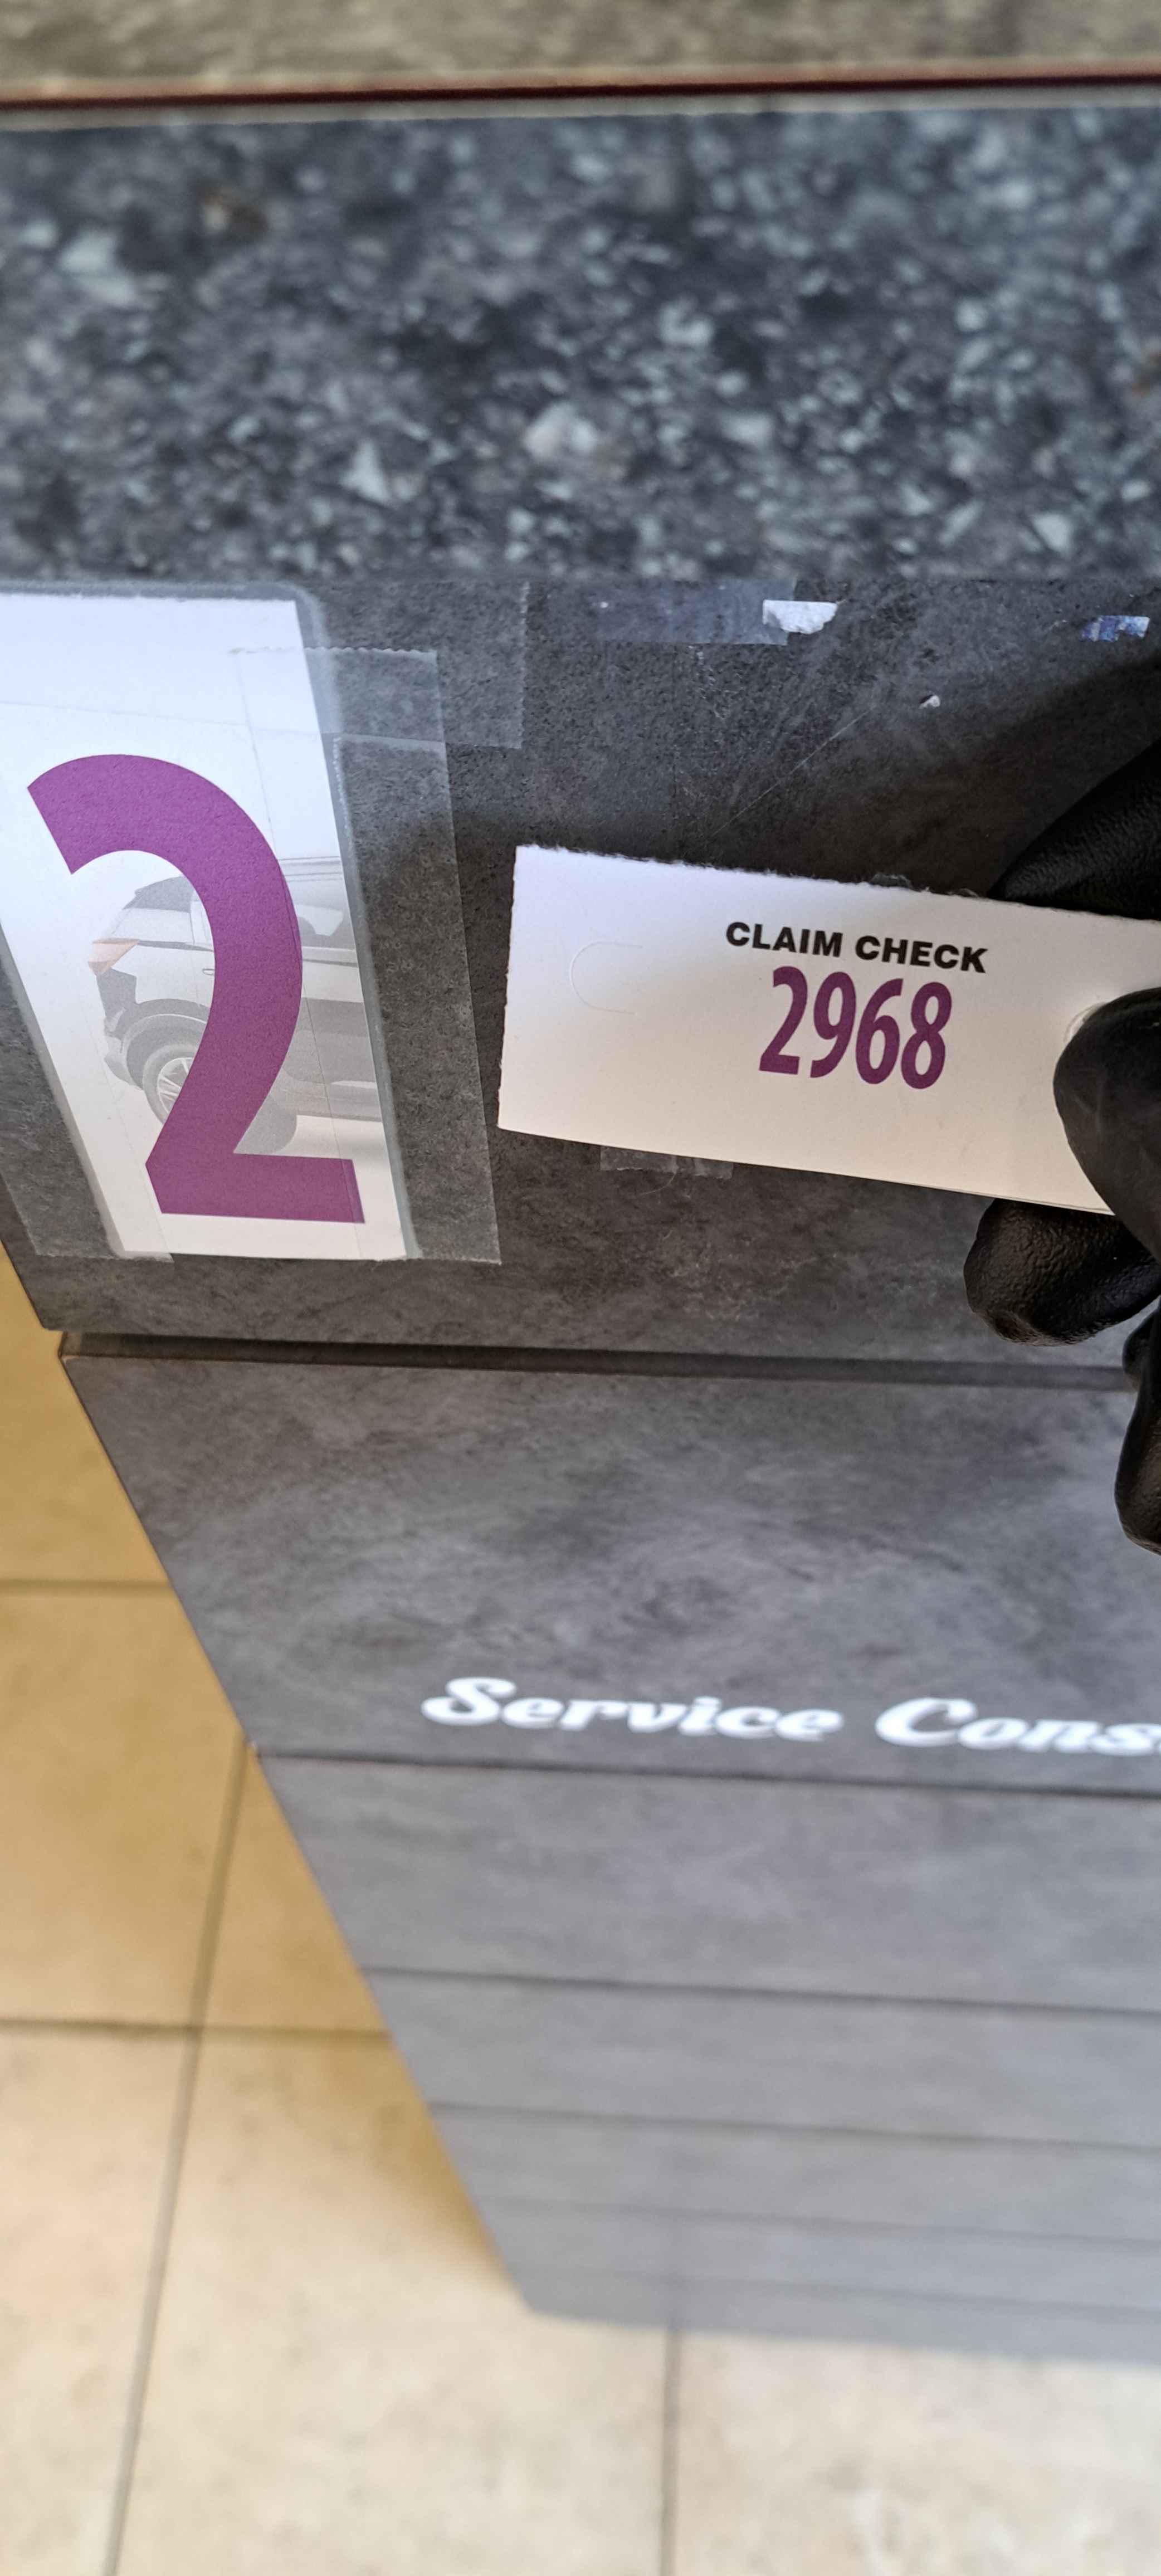 2
CLAIM CHECK
2968
Service